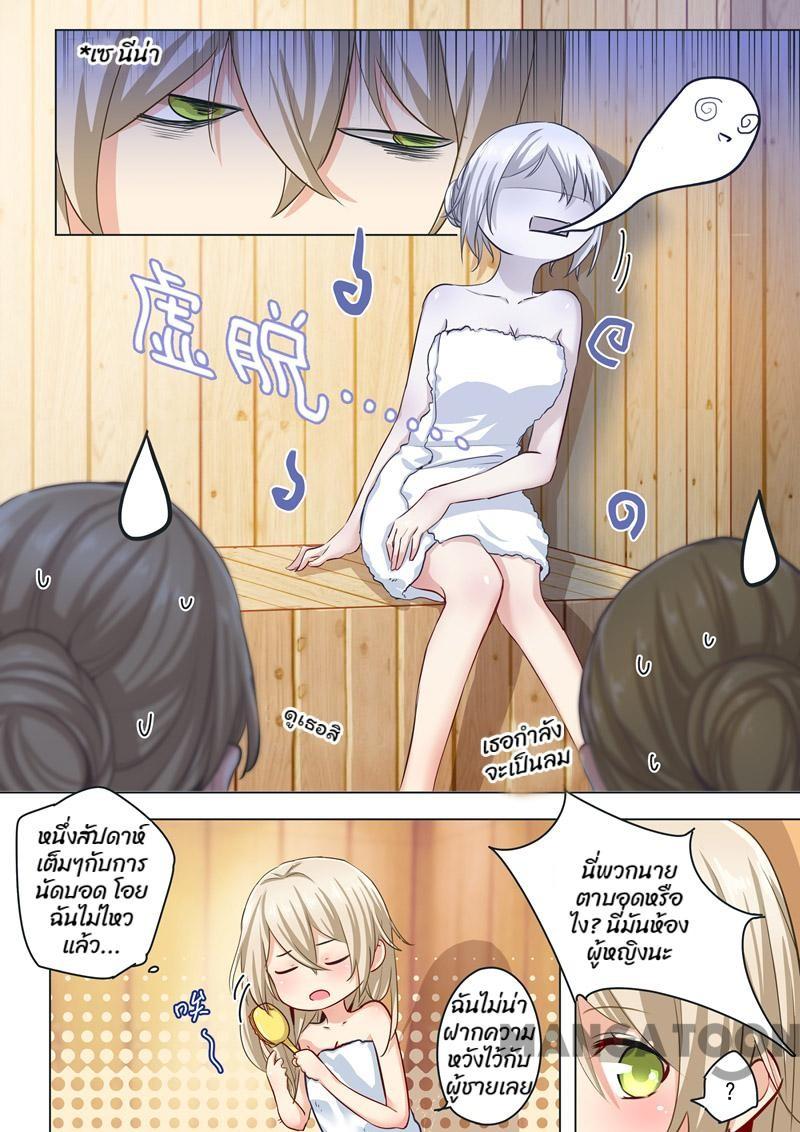 *เซ นีน่า
虚脱……
ดูเธอสิ
เธอกำลัง
จะเป็นลม
หนึ่งสัปดาห์
เต็มๆกับการ
นัดบอด โอย
ฉันไม่ไหว
แล้ว...
唉~
ฉันไม่น่า
ฝากความ
หวังไว้กับ
ผู้ชายเลย
นี่พวกนาย
ตาบอดหรือ
ไง? นี่มันห้อง
ผู้หญิงนะ
?
MANGATOON